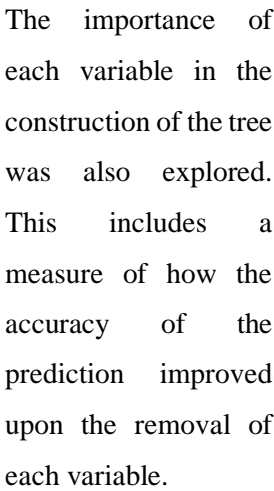 The importance of
each variable in the
construction of the tree
was also explored.
This includes a
measure of how the
accuracy of the
prediction improved
upon the removal of
each variable.